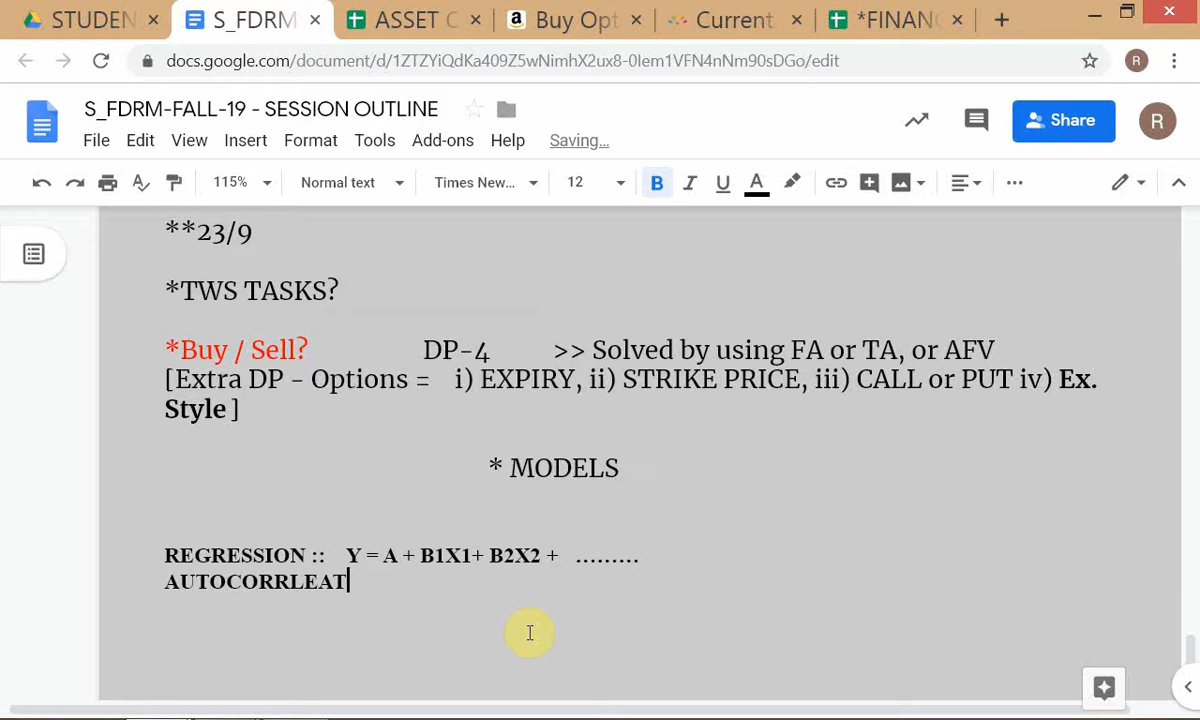 STUDEN
S_FDRM
ASSET C
Buy Opt
Current
*FINANC
docs.google.com/document/d/1ZTZYiQdKa409Z5wNimhX2ux8-0lem1VFN4nNm90sDGo/edit
R
S_FDRM-FALL-19 - SESSION OUTLINE
Share
R
File Edit View Insert Format Tools Add-ons Help Saving...
115% Normal text Times New... 12 B I U A
**23/9
*TWS TASKS?
*Buy / Sell? DP-4 >> Solved by using FA or TA, or AFV
[Extra DP - Options = i) EXPIRY, ii) STRIKE PRICE, iii) CALL or PUT iv) Ex.
Style]
* MODELS
REGRESSION :: Y = A + B1X1+ B2X2 + .........
AUTOCORRLEAT